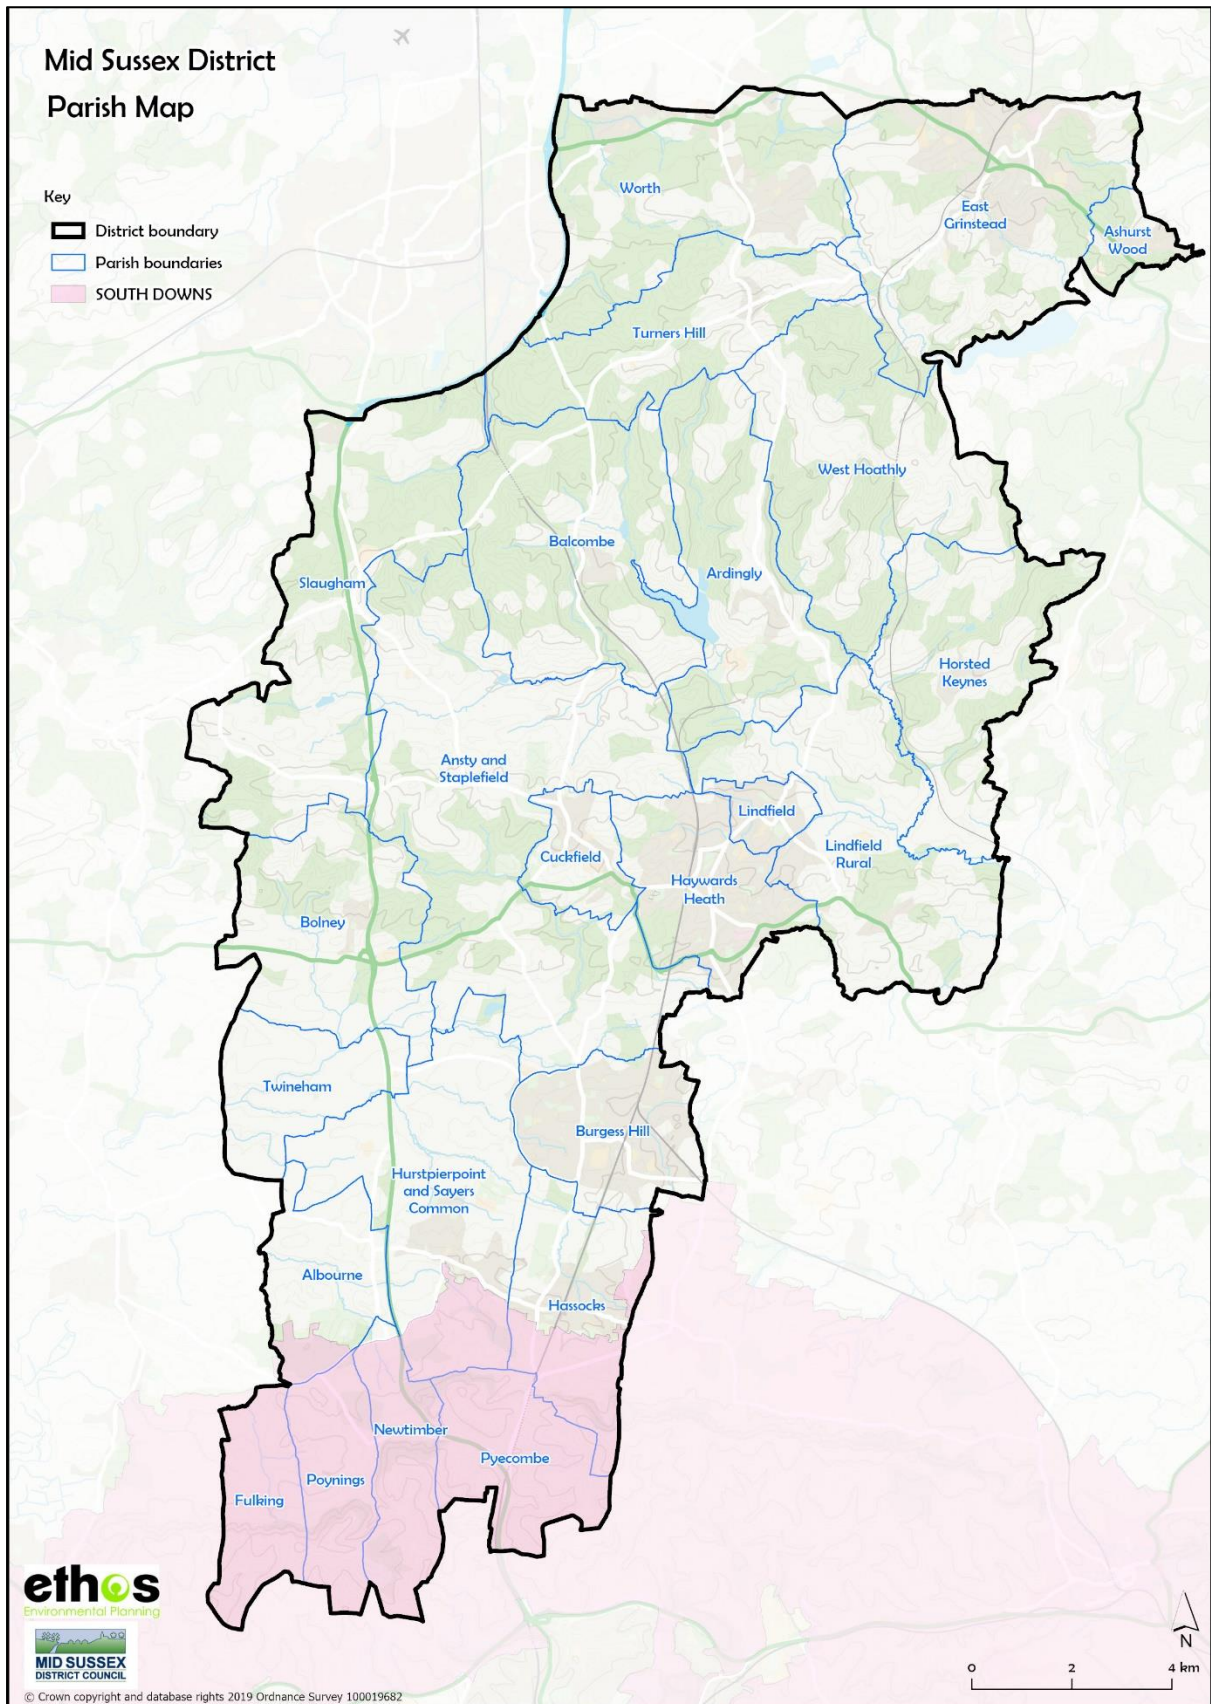 Mid Sussex District
Parish Map
Key
District boundary
Parish boundaries
SOUTH DOWNS
Worth
East
Grinstead
Ashurst
Wood
Turners Hill
West Hoathly
Balcombe
Ardingly
Slaugham
Horsted
Keynes
Ansty and
Staplefield
Lindfield
Cuckfield
Lindfield
Rural
Haywards
Heath
Bolney
Twineham
Burgess Hill
Hurstpierpoint
and Sayers
Common
Albourne
Hassocks
Newtimber
Pyecombe
Poynings
Fulking
ethos
Environmental Planning
MID SUSSEX
DISTRICT COUNCIL
N
0 2 4 km
© Crown copyright and database rights 2019 Ordnance Survey 100019682